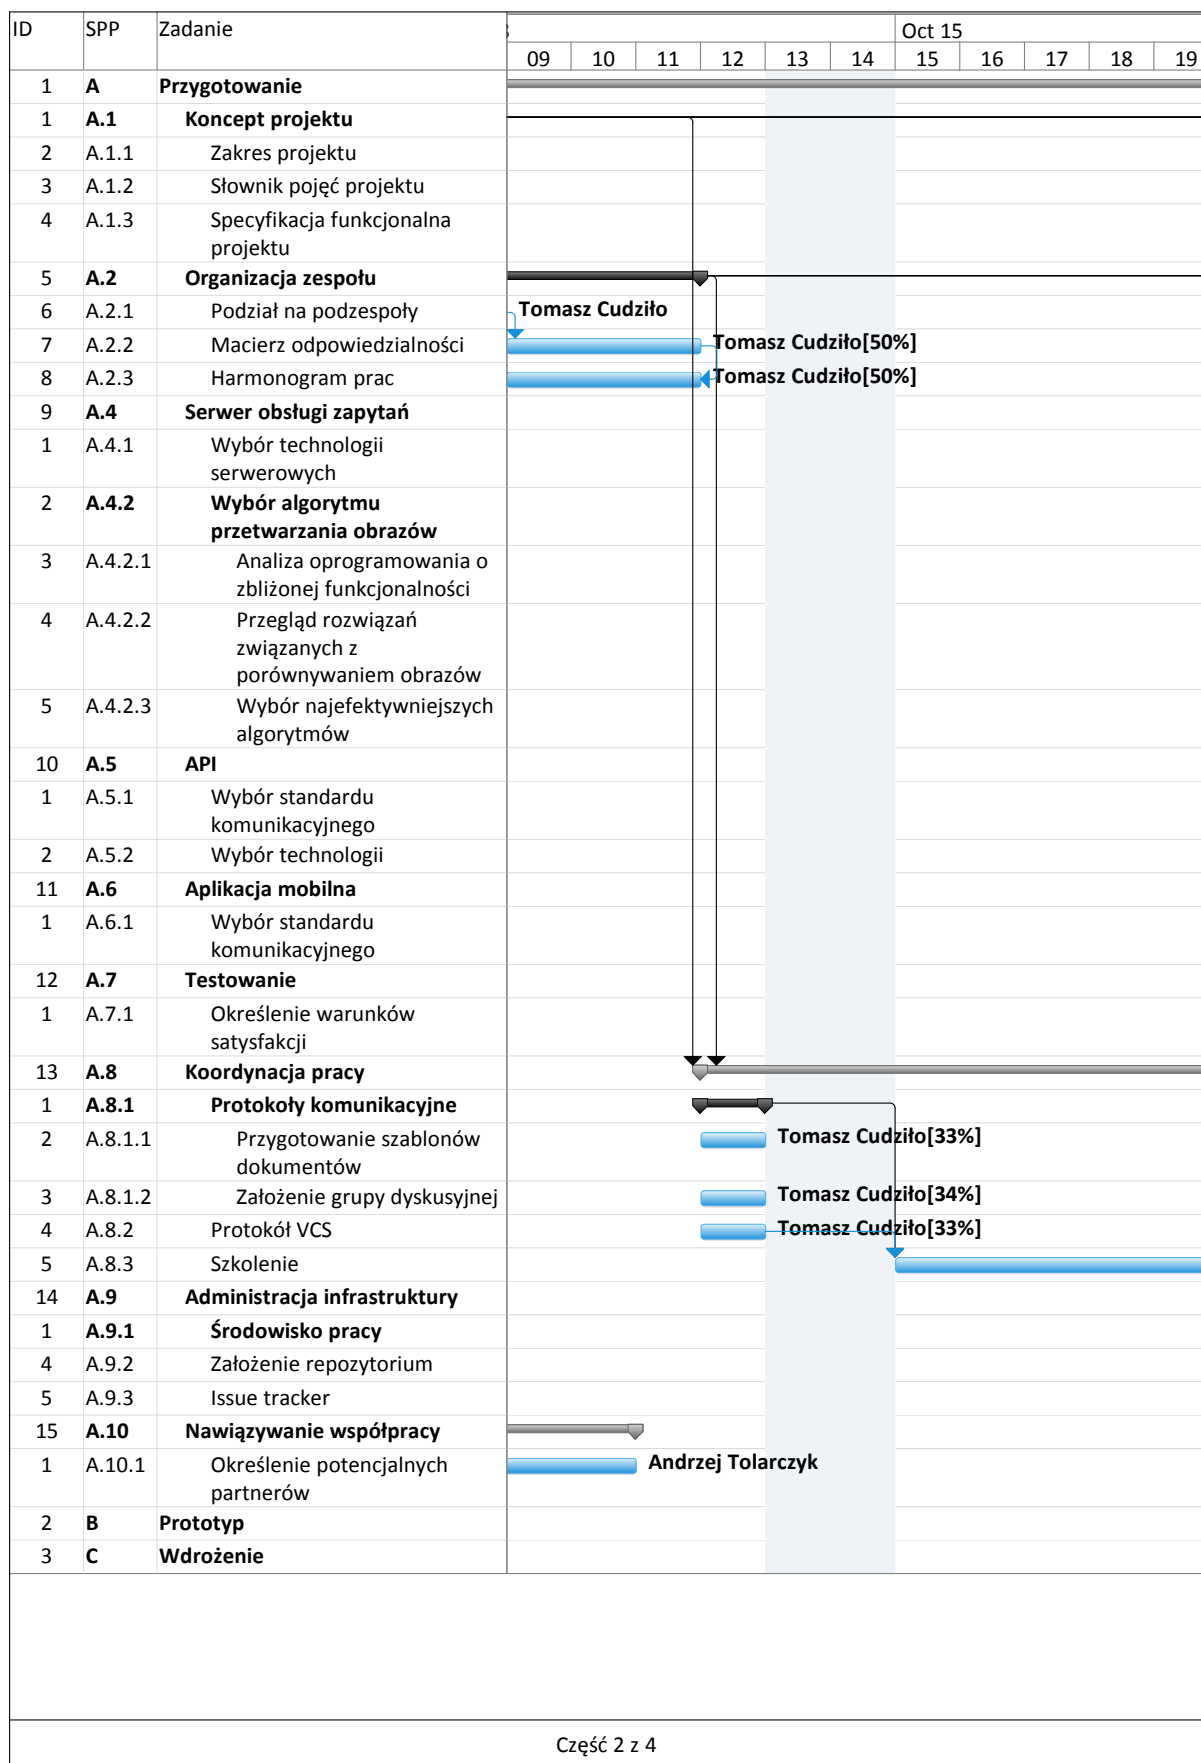 ID SPP Zadanie
Oct 15
09 10 11 12 13 14 15 16 17 18 19
1 A Przygotowanie
1 A.1 Koncept projektu
2 A.1.1 Zakres projektu
3 A.1.2 Słownik pojęć projektu
4 A.1.3 Specyfikacja funkcjonalna
projektu
5 A.2 Organizacja zespołu
6 A.2.1 Podział na podzespoły Tomasz Cudziło
7 A.2.2 Macierz odpowiedzialności Tomasz Cudziło[50%]
8 A.2.3 Harmonogram prac Tomasz Cudziło[50%]
9 A.4 Serwer obsługi zapytań
1 A.4.1 Wybór technologii
serwerowych
2 A.4.2 Wybór algorytmu
przetwarzania obrazów
3 A.4.2.1 Analiza oprogramowania o
zbliżonej funkcjonalności
4 A.4.2.2 Przegląd rozwiązań
związanych z
porównywaniem obrazów
5 A.4.2.3 Wybór najefektywniejszych
algorytmów
10 A.5 API
1 A.5.1 Wybór standardu
komunikacyjnego
2 A.5.2 Wybór technologii
11 A.6 Aplikacja mobilna
1 A.6.1 Wybór standardu
komunikacyjnego
12 A.7 Testowanie
1 A.7.1 Określenie warunków
satysfakcji
13 A.8 Koordynacja pracy
1 A.8.1 Protokoły komunikacyjne
2 A.8.1.1 Przygotowanie szablonów Tomasz Cudziło[33%]
dokumentów
3 A.8.1.2 Założenie grupy dyskusyjnej Tomasz Cudziło[34%]
4 A.8.2 Protokół VCS Tomasz Cudziło[33%]
5 A.8.3 Szkolenie
14 A.9 Administracja infrastruktury
1 A.9.1 Środowisko pracy
4 A.9.2 Założenie repozytorium
5 A.9.3 Issue tracker
15 A.10 Nawiązywanie współpracy
1 A.10.1 Określenie potencjalnych Andrzej Tolarczyk
partnerów
2 B Prototyp
3 C Wdrożenie
Część 2 z 4